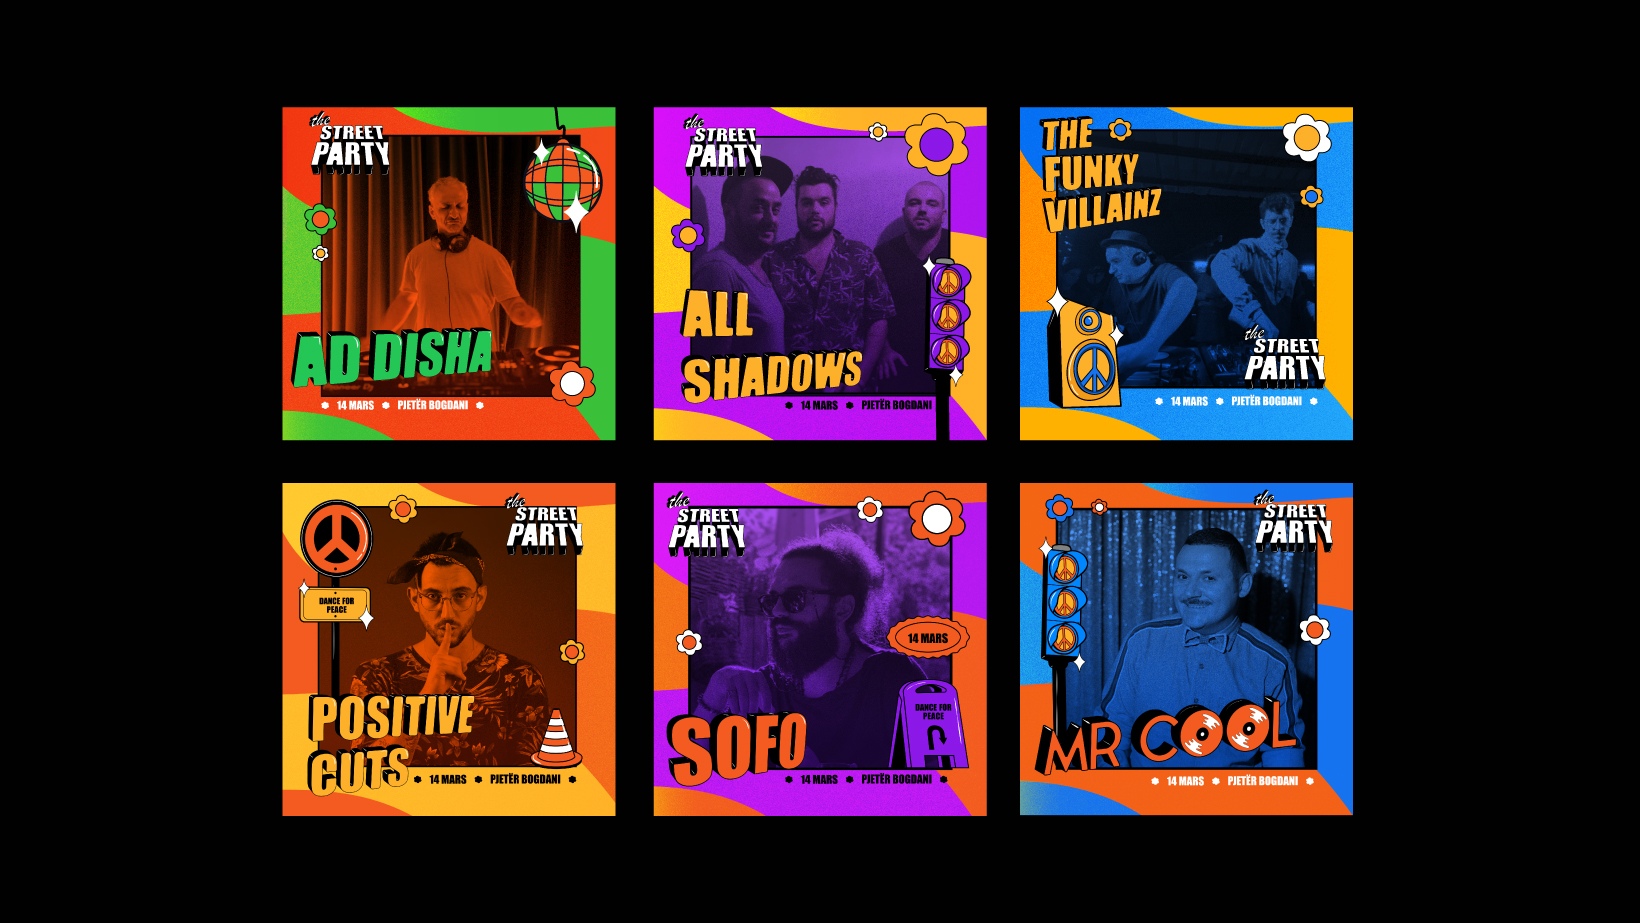 the
STREET
PARTY
AD DISHA
14 MARS PJETËR BOGDANI
the
STREET
PARTY
ALL
SHADOWS
14 MARS PJETËR BOGDANI
THE
FUNKY
VILLAINZ
the
STREET
PARTY
14 MARS PJETËR BOGDANI
the
STREET
PARTY
DANCE FOR
PEACE
POSITIVE
CUTS
14 MARS PJETËR BOGDANI
the
STREET
PARTY
14 MARS
DANCE FOR
PEACE
SOFO
14 MARS PJETËR BOGDANI
the
STREET
PARTY
MR COOL
14 MARS PJETËR BOGDANI